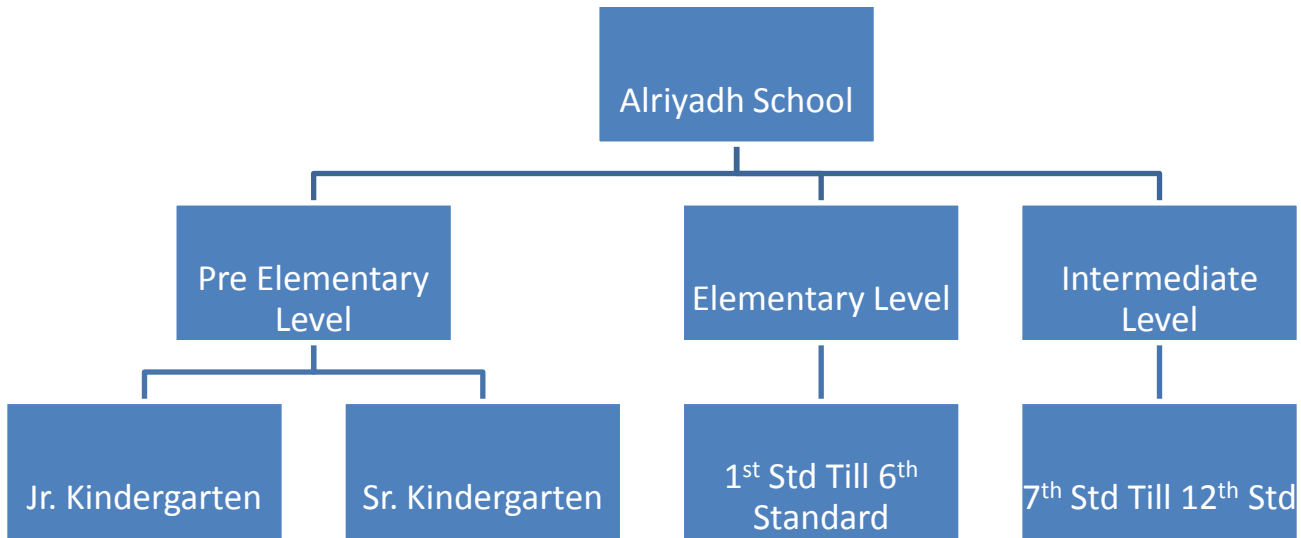 Alriyadh School
Pre Elementary
Level
Elementary Level
Intermediate
Level
Jr. Kindergarten
Sr. Kindergarten
1st Std Till 6th
Standard
7th Std Till 12th Std